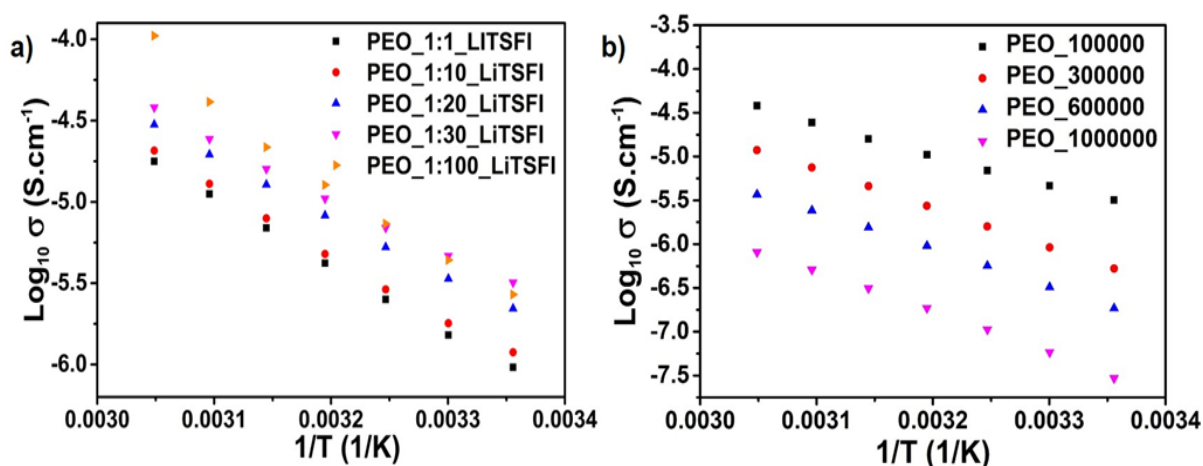 a)
PEO_1:1_LITSFI
PEO_1:10_LiTSFI
PEO_1:20_LiTSFI
PEO_1:30_LiTSFI
PEO_1:100_LiTSFI
Log10 σ (S.cm-1)
-4.0
-4.5
-5.0
-5.5
-6.0
0.0030 0.0031 0.0032 0.0033 0.0034
1/T (1/K)
b)
PEO_100000
PEO_300000
PEO_600000
PEO_1000000
Log10 σ (S.cm-1)
-3.5
-4.0
-4.5
-5.0
-5.5
-6.0
-6.5
-7.0
-7.5
0.0030 0.0031 0.0032 0.0033 0.0034
1/T (1/K)